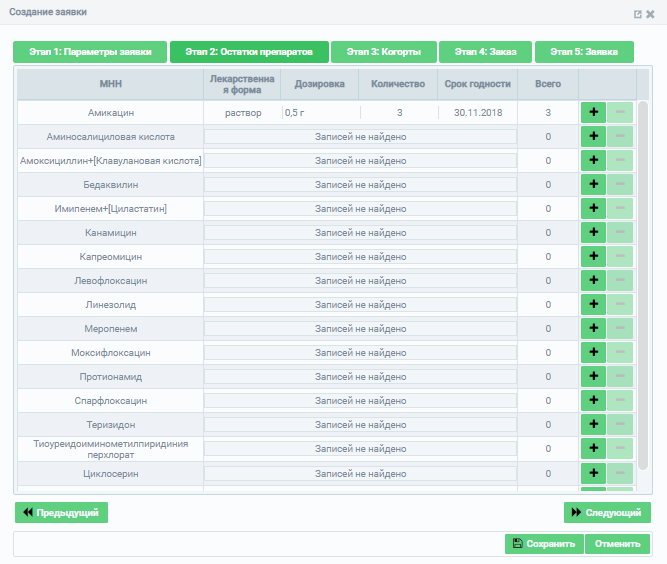 Создание заявки
Этап 1: Параметры заявки Этап 2: Остатки препаратов Этап 3: Когорты Этап 4: Заказ Этап 5: Заявка
МНН Лекарственна Дозировка Количество Срок годности Всего
я форма
Амикацин раствор 0,5 г 3 30.11.2018 3
Аминосалициловая кислота Записей не найдено 0
Амоксициллин+[Клавулановая кислота] Записей не найдено 0
Бедаквилин Записей не найдено 0
Имипенем+[Циластатин] Записей не найдено 0
Канамицин Записей не найдено 0
Капреомицин Записей не найдено 0
Левофлоксацин Записей не найдено 0
Линезолид Записей не найдено 0
Меропенем Записей не найдено 0
Моксифлоксацин Записей не найдено 0
Протионамид Записей не найдено 0
Спарфлоксацин Записей не найдено 0
Теризидон Записей не найдено 0
Тиоуреидоиминометилпиридиния
перхлорат Записей не найдено 0
Циклосерин Записей не найдено 0
Предыдущий Следующий
Сохранить Отменить